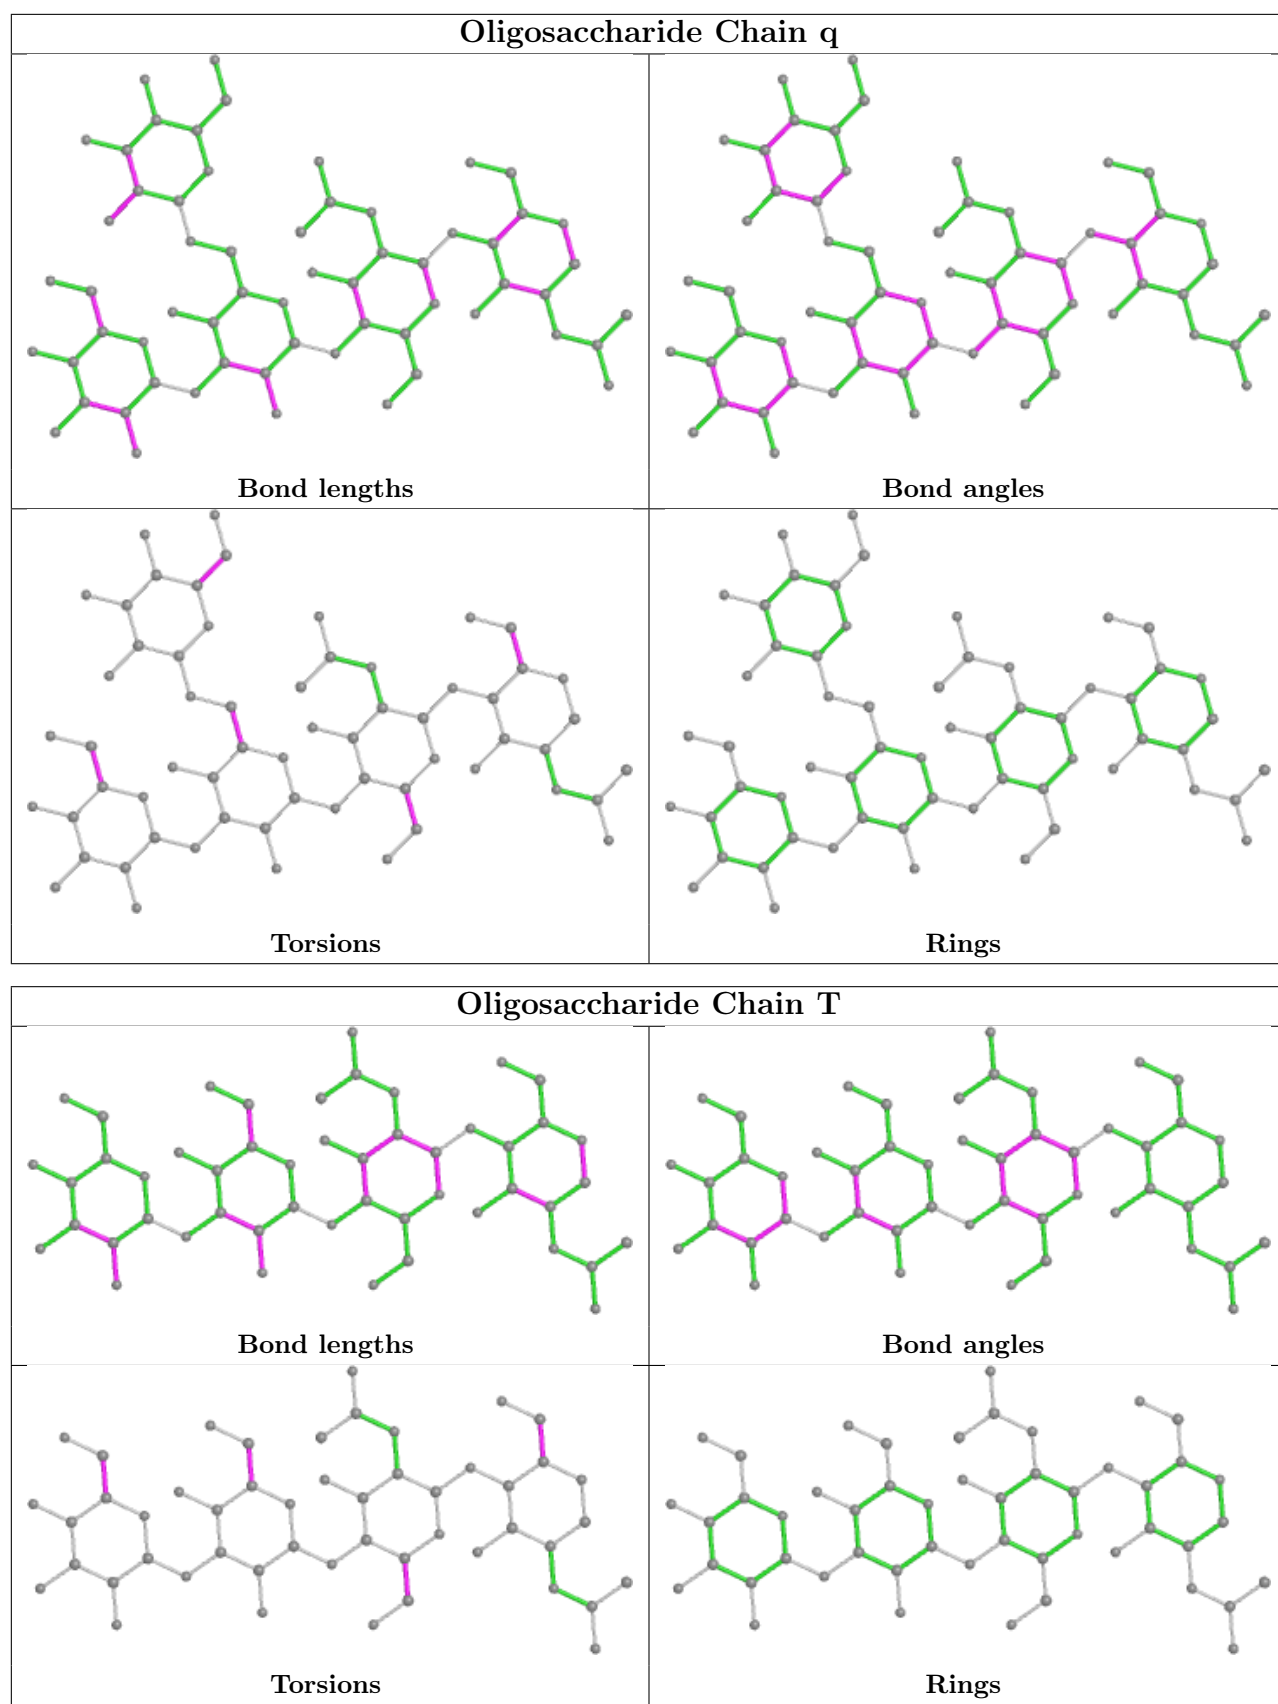 Oligosaccharide Chain q
Bond lengths
Bond angles
Torsions
Rings
Oligosaccharide Chain T
Bond lengths
Bond angles
Torsions
Rings